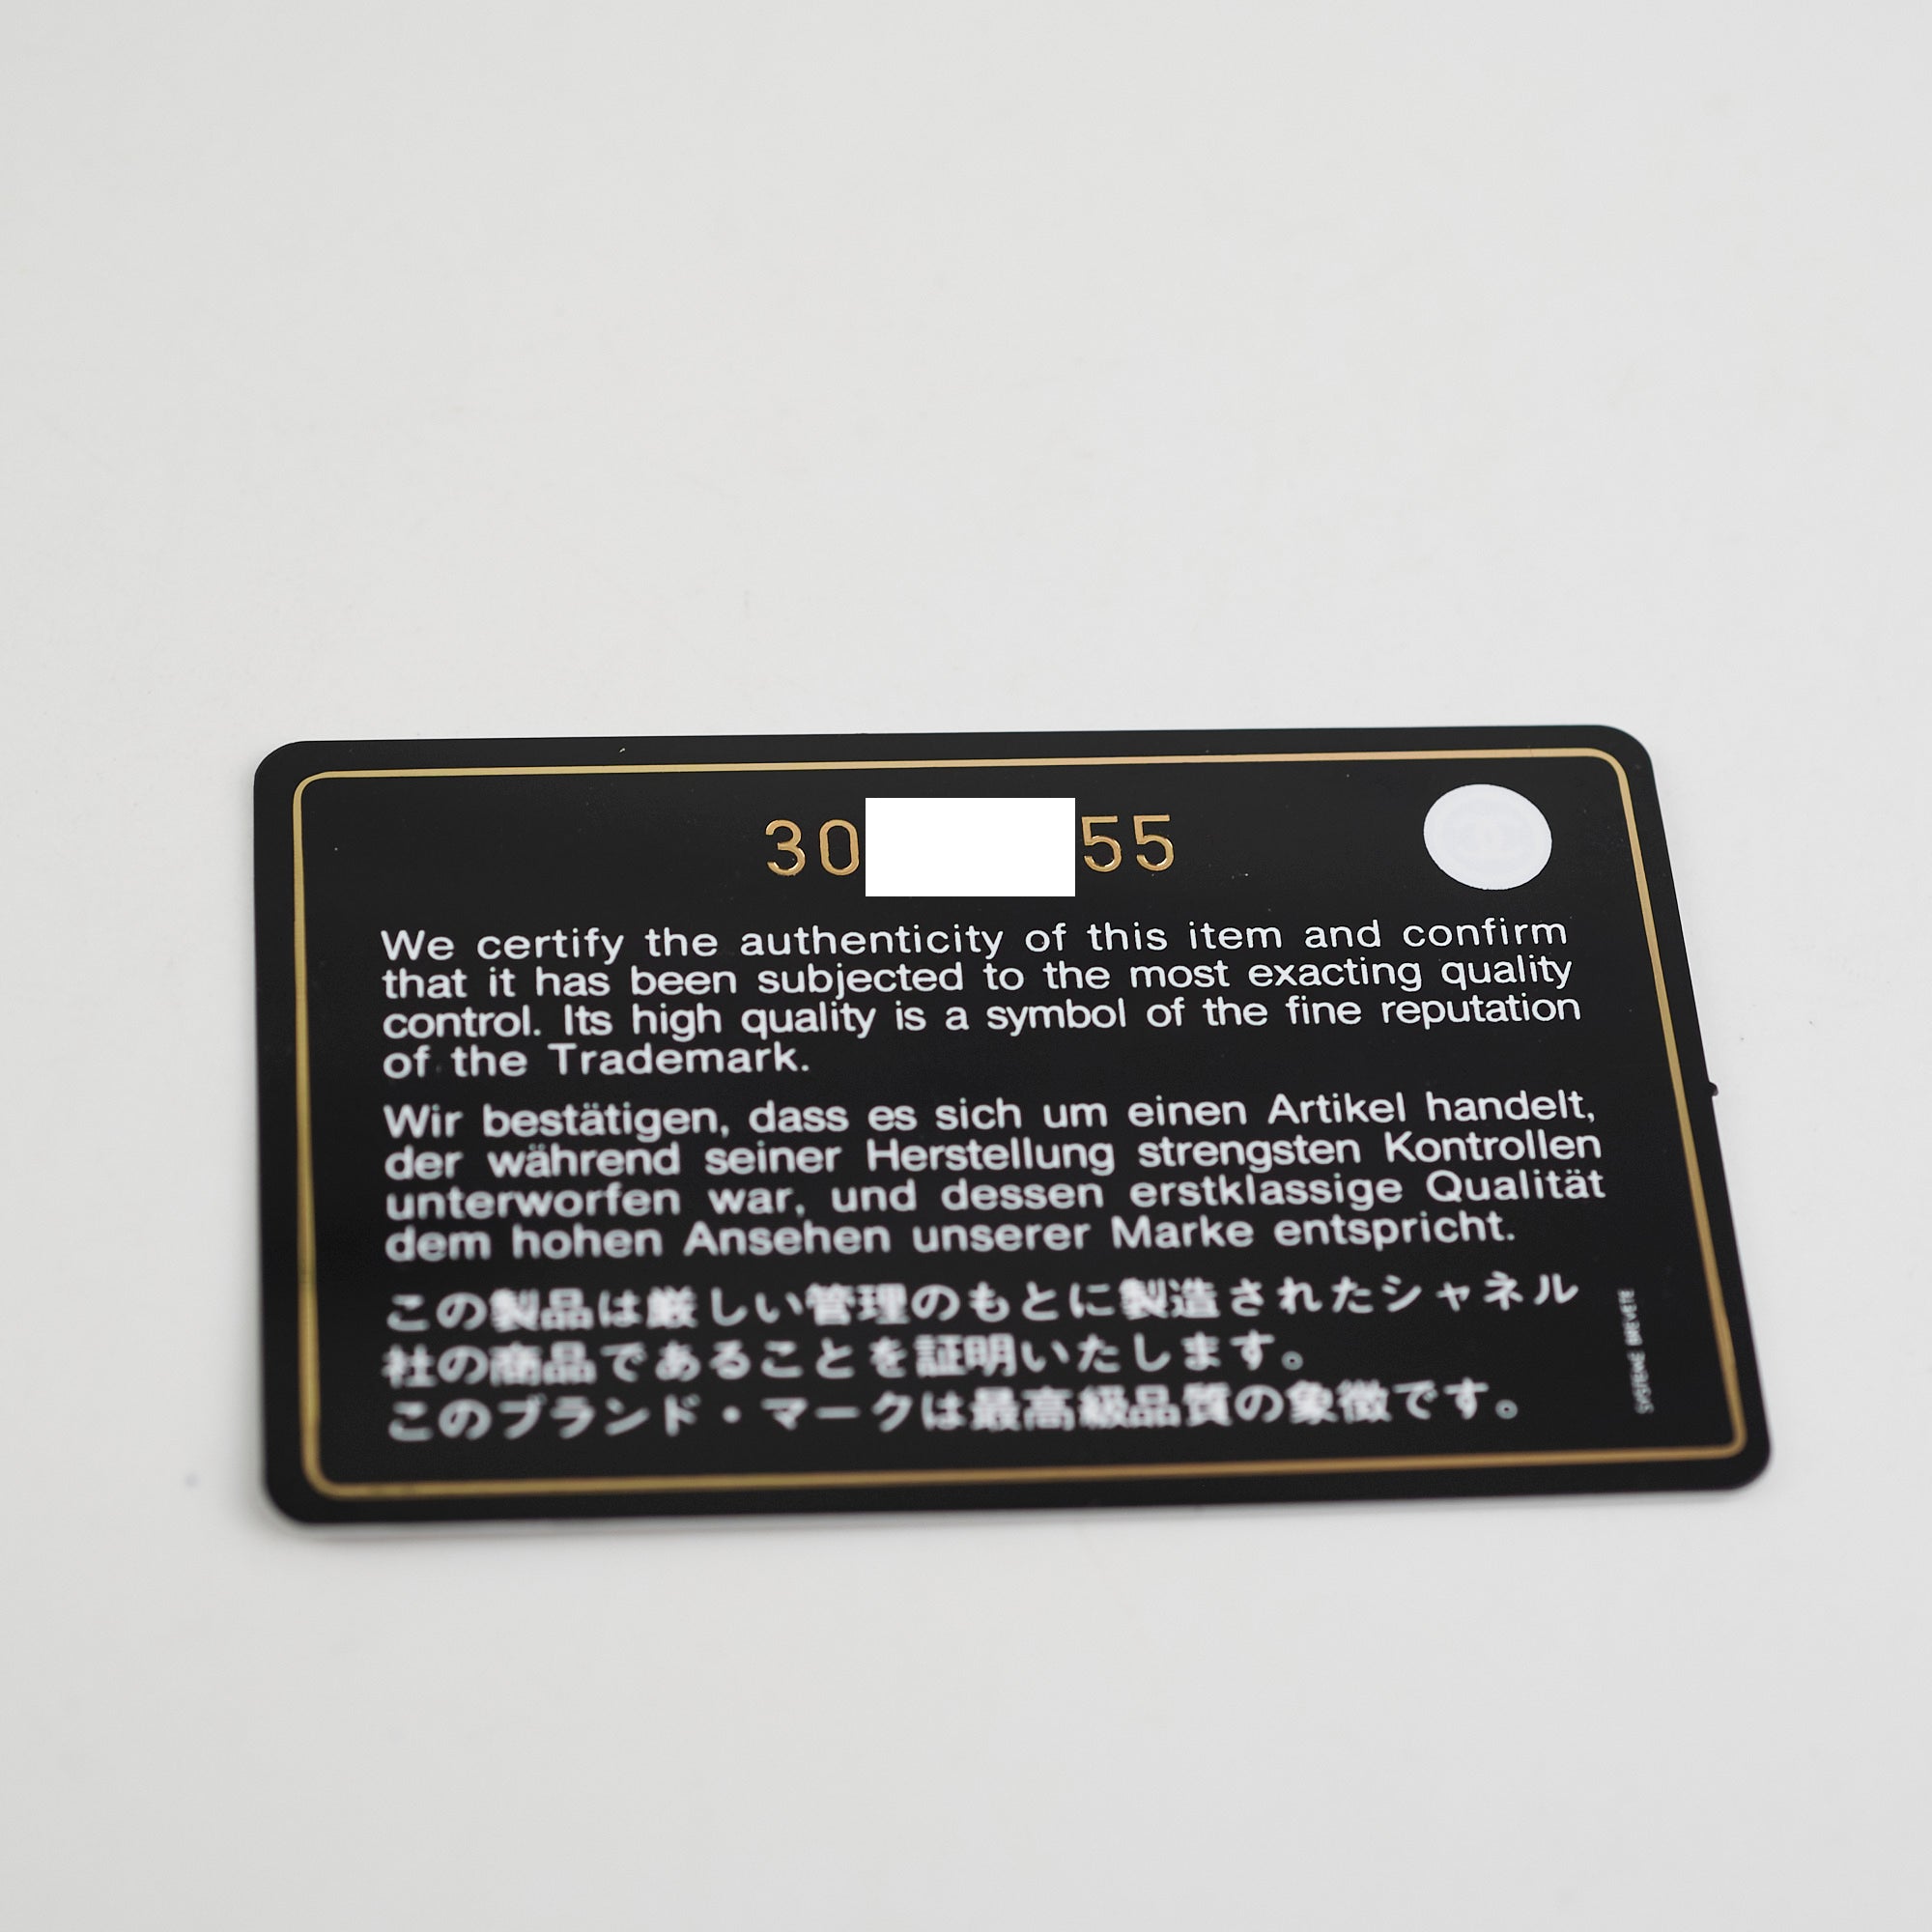 30 55
We certify the authenticity of this item and confirm
that it has been subjected to the most exacting quality
control. Its high quality is a symbol of the fine reputation
of the Trademark.
Wir bestätigen, dass es sich um einen Artikel handelt,
der während seiner Herstellung strengsten Kontrollen
unterworfen war, und dessen erstklassige Qualität
dem hohen Ansehen unserer Marke entspricht.
この製品は厳しい管理のもとに製造されたシャネル
社の商品であることを証明いたします。
このブランド・マークは最高級品質の象徴です。
SYSTEME BREVETE